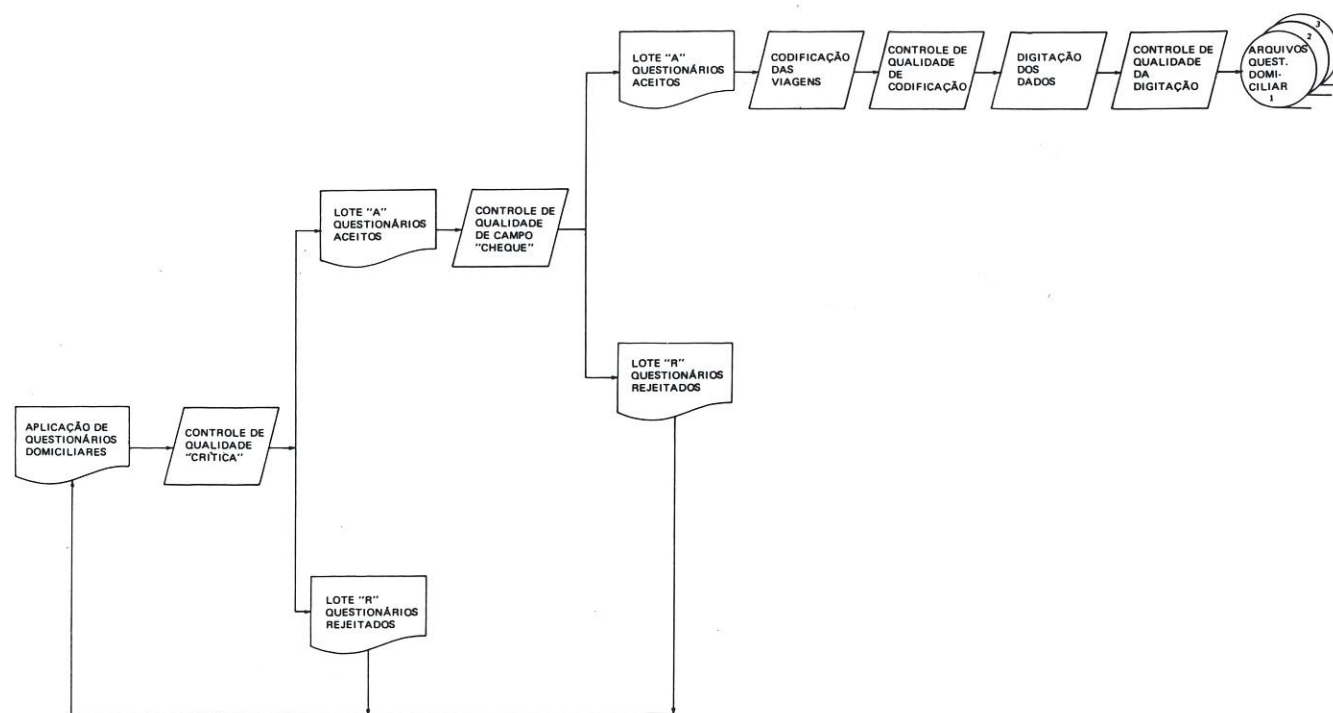 APLICAÇÃO DE
QUESTIONÁRIOS
DOMICILIARES
CONTROLE DE
QUALIDADE
"CRÍTICA"
LOTE "A"
QUESTIONÁRIOS
ACEITOS
LOTE "R"
QUESTIONÁRIOS
REJEITADOS
CONTROLE DE
QUALIDADE
DE CAMPO
"CHEQUE"
LOTE "A"
QUESTIONÁRIOS
ACEITOS
LOTE "R"
QUESTIONÁRIOS
REJEITADOS
CODIFICAÇÃO
DAS
VIAGENS
CONTROLE DE
QUALIDADE
DE
CODIFICAÇÃO
DIGITAÇÃO
DOS
DADOS
CONTROLE DE
QUALIDADE
DA
DIGITAÇÃO
ARQUIVOS
QUEST.
DOMI-
CILIAR
1
2
3